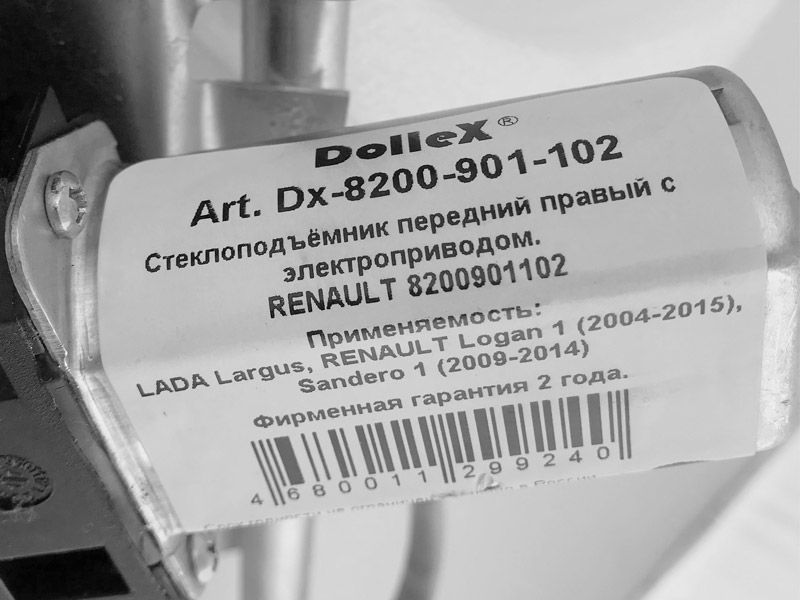 DolleX®
Art. Dx-8200-901-102
Стеклоподъёмник передний правый с
электроприводом.
RENAULT 8200901102
Применяемость:
LADA Largus, RENAULT Logan 1 (2004-2015),
Sandero 1 (2009-2014)
Фирменная гарантия 2 года.
4 680011 299240